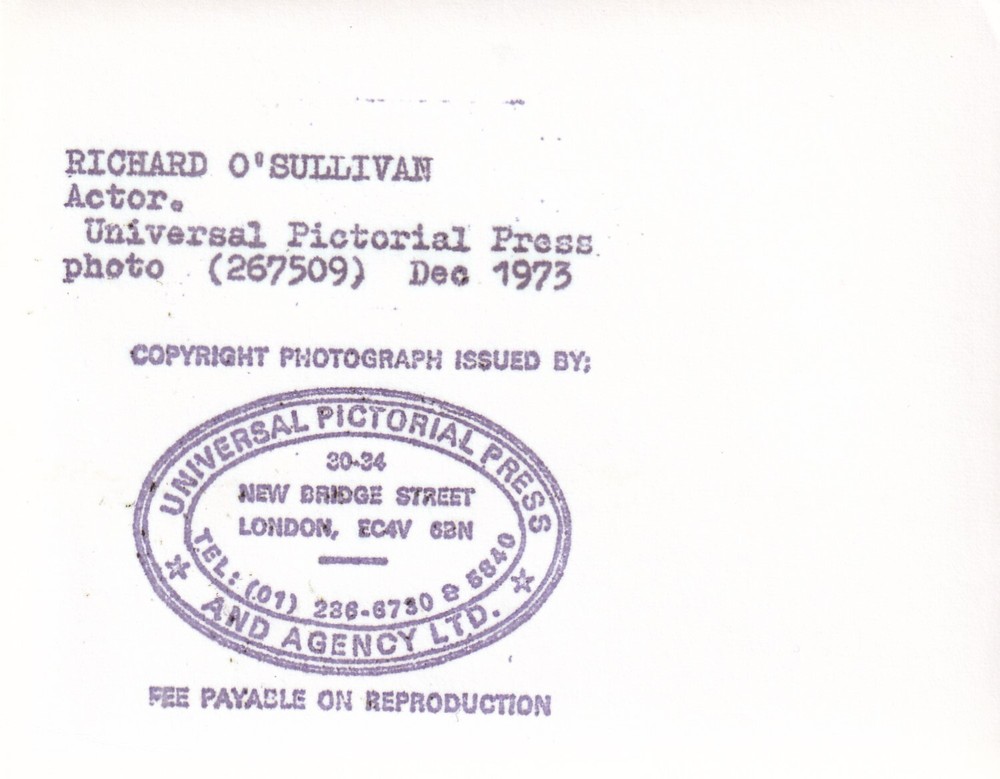 RICHARD O'SULLIVAN
Actor.
Universal Pictorial Press
photo (267509) Dec 1973
COPYRIGHT PHOTOGRAPH ISSUED BY:
UNIVERSAL PICTORIAL PRESS
30-34
NEW BRIDGE STREET
LONDON, EC4V 6BN
TEL: (01) 236-6730 & 5840
AND AGENCY LTD.
FEE PAYABLE ON REPRODUCTION